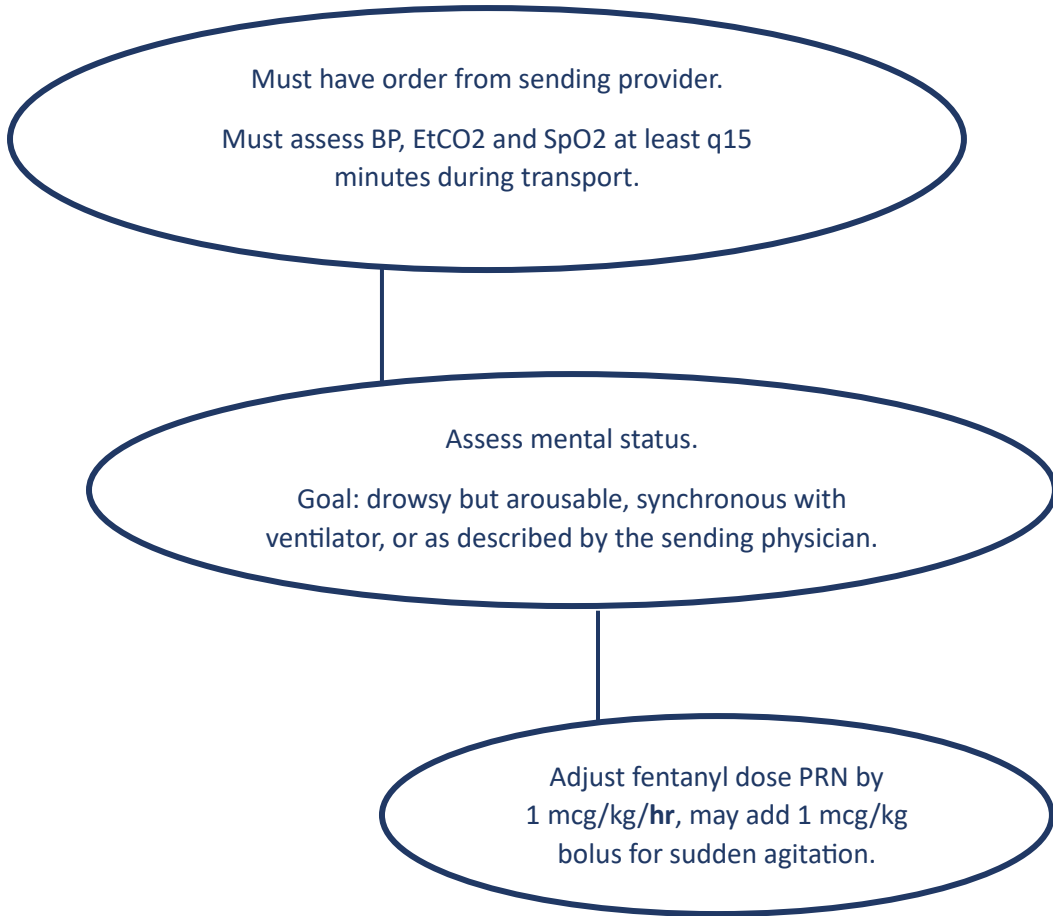 Must have order from sending provider.
Must assess BP, EtCO2 and SpO2 at least q15
minutes during transport.
Assess mental status.
Goal: drowsy but arousable, synchronous with
ventilator, or as described by the sending physician.
Adjust fentanyl dose PRN by
1 mcg/kg/hr, may add 1 mcg/kg
bolus for sudden agitation.